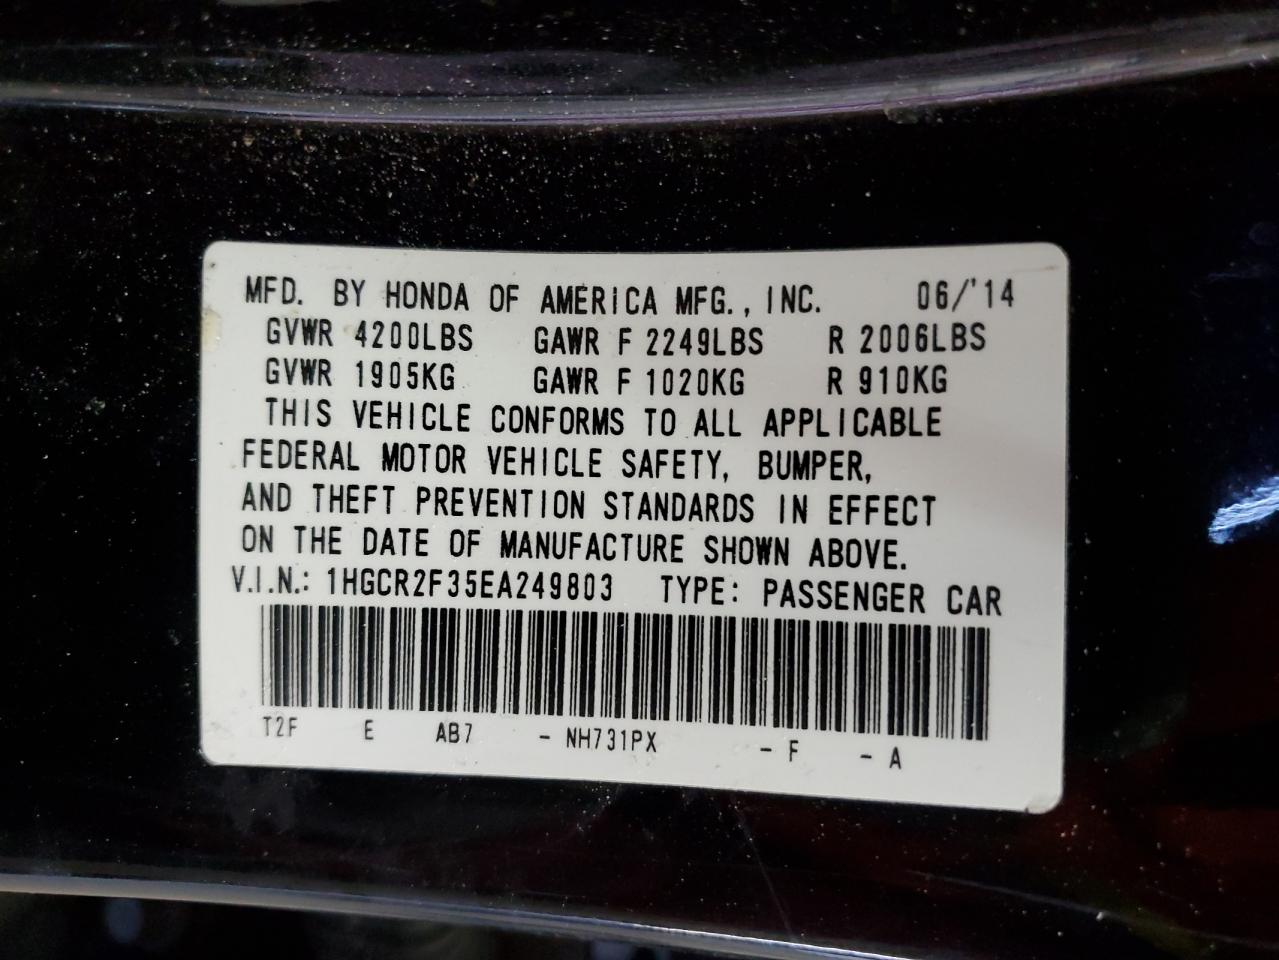 MFD. BY HONDA OF AMERICA MFG., INC. 06/'14
GVWR 4200LBS GAWR F 2249LBS R 2006LBS
GVWR 1905KG GAWR F 1020KG R 910KG
THIS VEHICLE CONFORMS TO ALL APPLICABLE
FEDERAL MOTOR VEHICLE SAFETY, BUMPER,
AND THEFT PREVENTION STANDARDS IN EFFECT
ON THE DATE OF MANUFACTURE SHOWN ABOVE.
V.I.N.: 1HGCR2F35EA249803 TYPE: PASSENGER CAR
T2F E AB7 - NH731PX - F - A